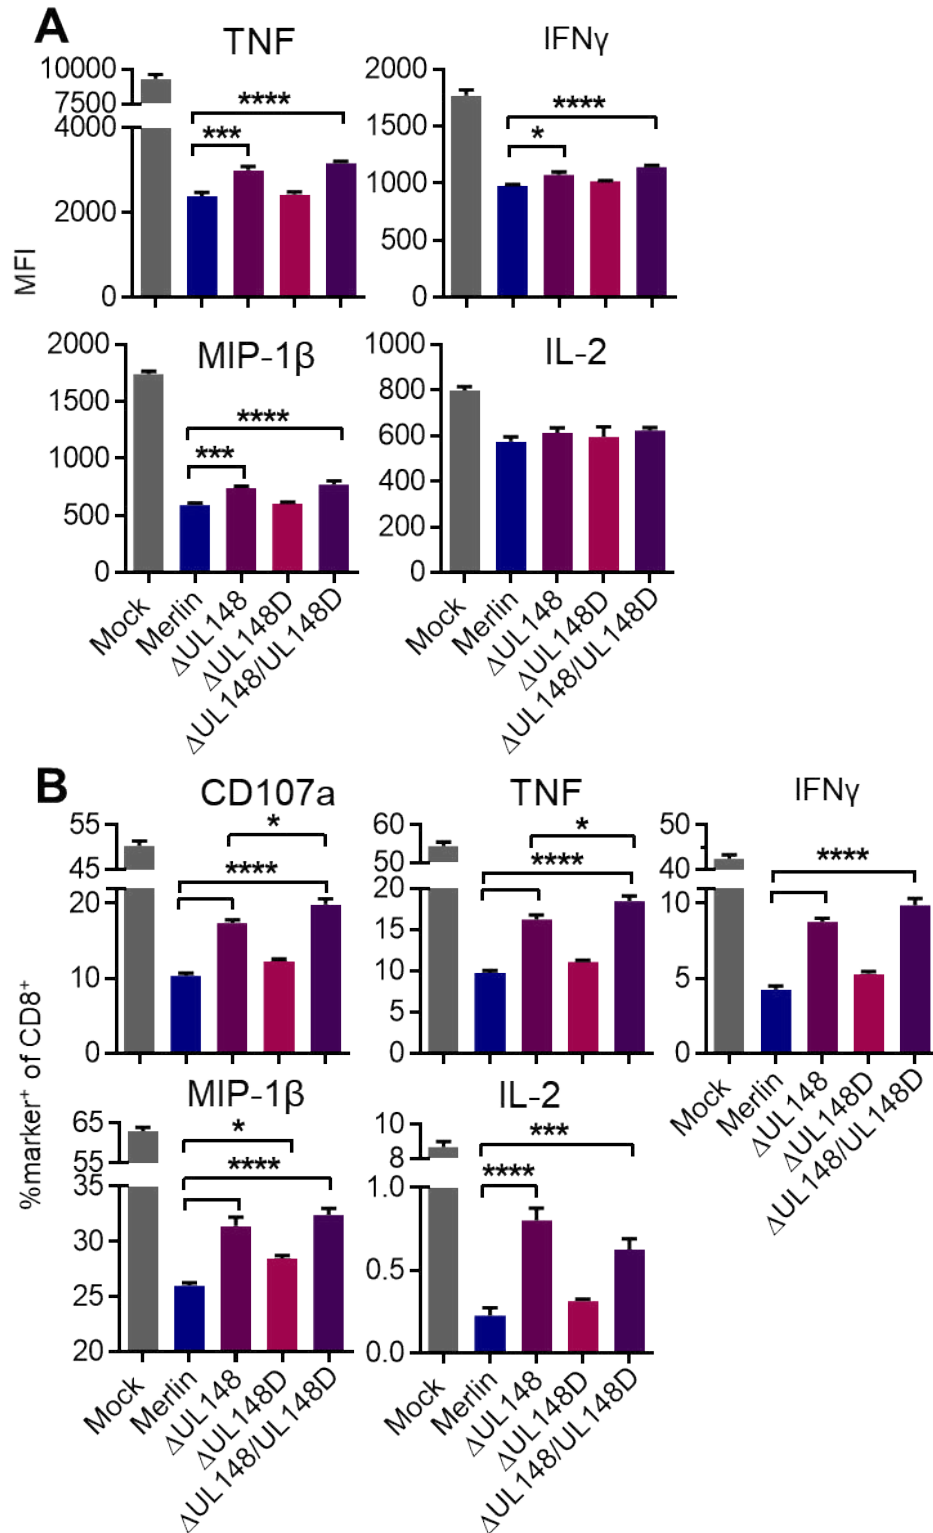 A
TNF
IFNγ
MFI
10000
7500
4000
2000
0
***
****
2000
1500
1000
500
0
*
****
MIP-1β
IL-2
2000
1500
1000
500
0
***
****
1000
800
600
400
200
0
Mock
Merlin
ΔUL148
ΔUL148D
ΔUL148/UL148D
Mock
Merlin
ΔUL148
ΔUL148D
ΔUL148/UL148D
B
CD107a
TNF
IFNγ
%marker⁺ of CD8⁺
55
45
20
10
0
*
****
60
50
20
15
10
5
0
*
****
50
40
10
5
0
****
Mock
Merlin
ΔUL148
ΔUL148D
ΔUL148/UL148D
MIP-1β
IL-2
65
55
35
30
25
20
*
****
10
8
1.0
0.5
0.0
***
****
Mock
Merlin
ΔUL148
ΔUL148D
ΔUL148/UL148D
Mock
Merlin
ΔUL148
ΔUL148D
ΔUL148/UL148D